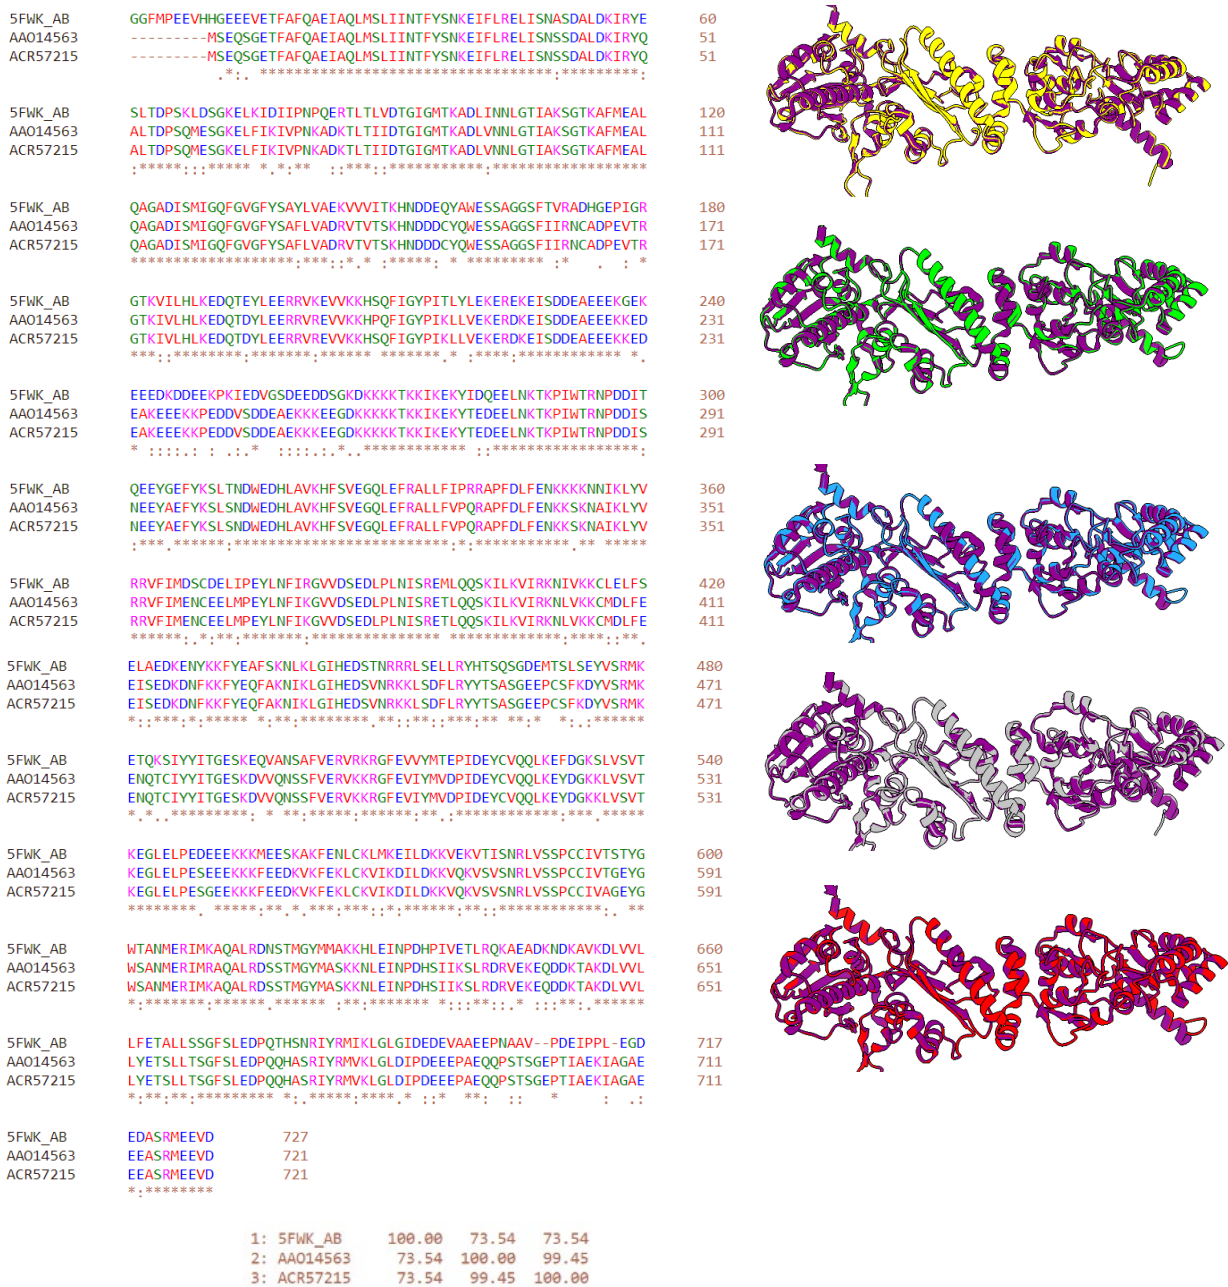 5FWK_AB GGFMPEEVHHGEEEVETFAFQAEIAQLMSLIINTFYSNKEIFLRELISNASDALDKIRYE 60
AAO14563 ---------MSEQSGETFAFQAEIAQLMSLIINTFYSNKEIFLRELISNSSDALDKIRYQ 51
ACR57215 ---------MSEQSGETFAFQAEIAQLMSLIINTFYSNKEIFLRELISNSSDALDKIRYQ 51
.*:. **********************************:*********:
5FWK_AB SLTDPSKLDSGKELKIDIIPNPQERTLTLVDTGIGMTKADLINNLGTIAKSGTKAFMEAL 120
AAO14563 ALTDPSQMESGKELFIKIVPNKADKTLTIIDTGIGMTKADLVNNLGTIAKSGTKAFMEAL 111
ACR57215 ALTDPSQMESGKELFIKIVPNKADKTLTIIDTGIGMTKADLVNNLGTIAKSGTKAFMEAL 111
:*****:::***** *.*:** ::***::***********:******************
5FWK_AB QAGADISMIGQFGVGFYSAYLVAEKVVVITKHNDDEQYAWESSAGGSFTVRADHGEPIGR 180
AAO14563 QAGADISMIGQFGVGFYSAFLVADRVTVTSKHNDDDCYQWESSAGGSFIIRNCADPEVTR 171
ACR57215 QAGADISMIGQFGVGFYSAFLVADRVTVTSKHNDDDCYQWESSAGGSFIIRNCADPEVTR 171
*******************:***::*.* :*****: * ********* :* . : *
5FWK_AB GTKVILHLKEDQTEYLEERRVKEVVKKHSQFIGYPITLYLEKEREKEISDDEAEEEKGEK 240
AAO14563 GTKIVLHLKEDQTDYLEERRVREVVKKHPQFIGYPIKLLVEKERDKEISDDEAEEEKKED 231
ACR57215 GTKIVLHLKEDQTDYLEERRVREVVKKHSQFIGYPIKLLVEKERDKEISDDEAEEEKKED 231
***::********:*******:****** *******.* :****:************ *.
5FWK_AB EEEDKDDEEKPKIEDVGSDEEDDSGKDKKKKTKKIKEKYIDQEELNKTKPIWTRNPDDIT 300
AAO14563 EAKEEEKKPEDDVSDDEAEKKKEEGDKKKKKTKKIKEKYTEDEELNKTKPIWTRNPDDIS 291
ACR57215 EAKEEEKKPEDDVSDDEAEKKKEEGDKKKKKTKKIKEKYTEDEELNKTKPIWTRNPDDIS 291
* ::::.: : .:.* ::::.:.*..************ ::*****************:
5FWK_AB QEEYGEFYKSLTNDWEDHLAVKHFSVEGQLEFRALLFIPRRAPFDLFENKKKKNNIKLYV 360
AAO14563 NEEYAEFYKSLSNDWEDHLAVKHFSVEGQLEFRALLFVPQRAPFDLFENKKSKNAIKLYV 351
ACR57215 NEEYAEFYKSLSNDWEDHLAVKHFSVEGQLEFRALLFVPQRAPFDLFENKKSKNAIKLYV 351
:***.******:*************************:*:***********.** *****
5FWK_AB RRVFIMDSCDELIPEYLNFIRGVVDSEDLPLNISREMLQQSKILKVIRKNIVKKCLELFS 420
AAO14563 RRVFIMENCEELMPEYLNFIKGVVDSEDLPLNISRETLQQSKILKVIRKNLVKKCMDLFE 411
ACR57215 RRVFIMENCEELMPEYLNFIKGVVDSEDLPLNISRETLQQSKILKVIRKNLVKKCMDLFE 411
******:.*:**:*******:*************** *************:****::**.
5FWK_AB ELAEDKENYKKFYEAFSKNLKLGIHEDSTNRRRLSELLRYHTSQSGDEMTSLSEYVSRMK 480
AAO14563 EISEDKDNFKKFYEQFAKNIKLGIHEDSVNRKKLSDFLRYYTSASGEEPCSFKDYVSRMK 471
ACR57215 EISEDKDNFKKFYEQFAKNIKLGIHEDSVNRKKLSDFLRYYTSASGEEPCSFKDYVSRMK 471
*::***:*:***** *:**:********.**::**::***:** **:* *:.:******
5FWK_AB ETQKSIYYITGESKEQVANSAFVERVRKRGFEVVYMTEPIDEYCVQQLKEFDGKSLVSVT 540
AAO14563 ENQTCIYYITGESKDVVQNSSFVERVKKRGFEVIYMVDPIDEYCVQQLKEYDGKKLVSVT 531
ACR57215 ENQTCIYYITGESKDVVQNSSFVERVKKRGFEVIYMVDPIDEYCVQQLKEYDGKKLVSVT 531
*.*..*********: * **:*****:******:**.:************:***.*****
5FWK_AB KEGLELPEDEEEKKKMEESKAKFENLCKLMKEILDKKVEKVTISNRLVSSPCCIVTSTYG 600
AAO14563 KEGLELPESEEEKKKFEEDKVKFEKLCKVIKDILDKKVQKVSVSNRLVSSPCCIVTGEYG 591
ACR57215 KEGLELPESGEEKKKFEEDKVKFEKLCKVIKDILDKKVQKVSVSNRLVSSPCCIVAGEYG 591
********. *****:**.*.***:***::*:******:**::************:. **
5FWK_AB WTANMERIMKAQALRDNSTMGYMMAKKHLEINPDHPIVETLRQKAEADKNDKAVKDLVVL 660
AAO14563 WSANMERIMRAQALRDSSTMGYMASKKNLEINPDHSIIKSLRDRVEKEQDDKTAKDLVVL 651
ACR57215 WSANMERIMRAQALRDSSTMGYMASKKNLEINPDHSIIKSLRDRVEKEQDDKTAKDLVVL 651
*:*******:******.****** :**:******* *:::**::.* :::**:.******
5FWK_AB LFETALLSSGFSLEDPQTHSNRIYRMIKLGLGIDEDEVAAEEPNAAV--PDEIPPL-EGD 717
AAO14563 LYETSLLTSGFSLEDPQQHASRIYRMVKLGLDIPDEEEPAEQQPSTSGEPTIAEKIAGAE 711
ACR57215 LYETSLLTSGFSLEDPQQHASRIYRMVKLGLDIPDEEEPAEQQPSTSGEPTIAEKIAGAE 711
*:**:**:********* *:.*****:****.* ::* **: :: * : .:
5FWK_AB EDASRMEEVD 727
AAO14563 EEASRMEEVD 721
ACR57215 EEASRMEEVD 721
*:********
1: 5FWK_AB 100.00 73.54 73.54
2: AAO14563 73.54 100.00 99.45
3: ACR57215 73.54 99.45 100.00